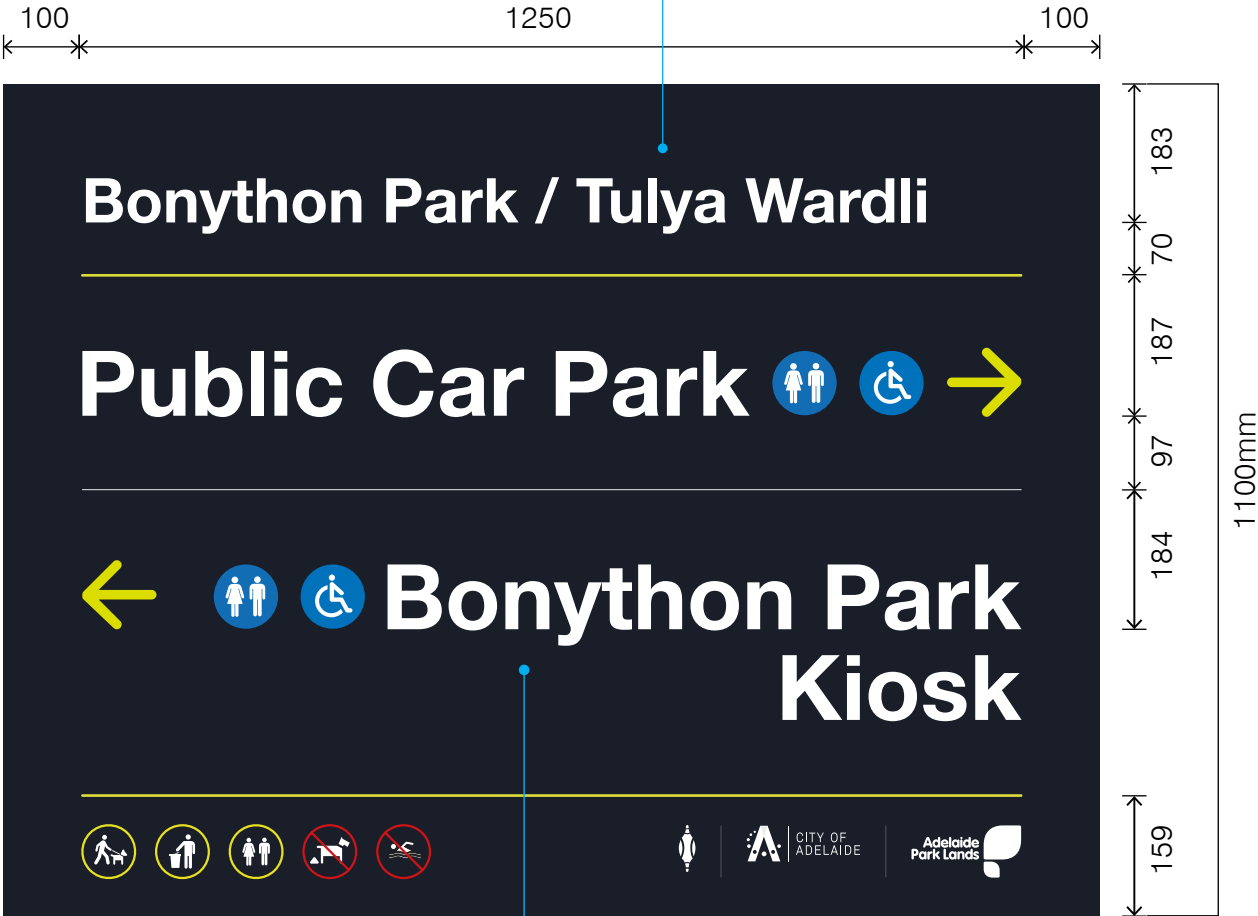 100 1250 100
Bonython Park / Tulya Wardli
Public Car Park
Bonython Park
Kiosk
CITY OF
ADELAIDE
Adelaide
Park Lands
183
70
187
97
184
159
1100mm